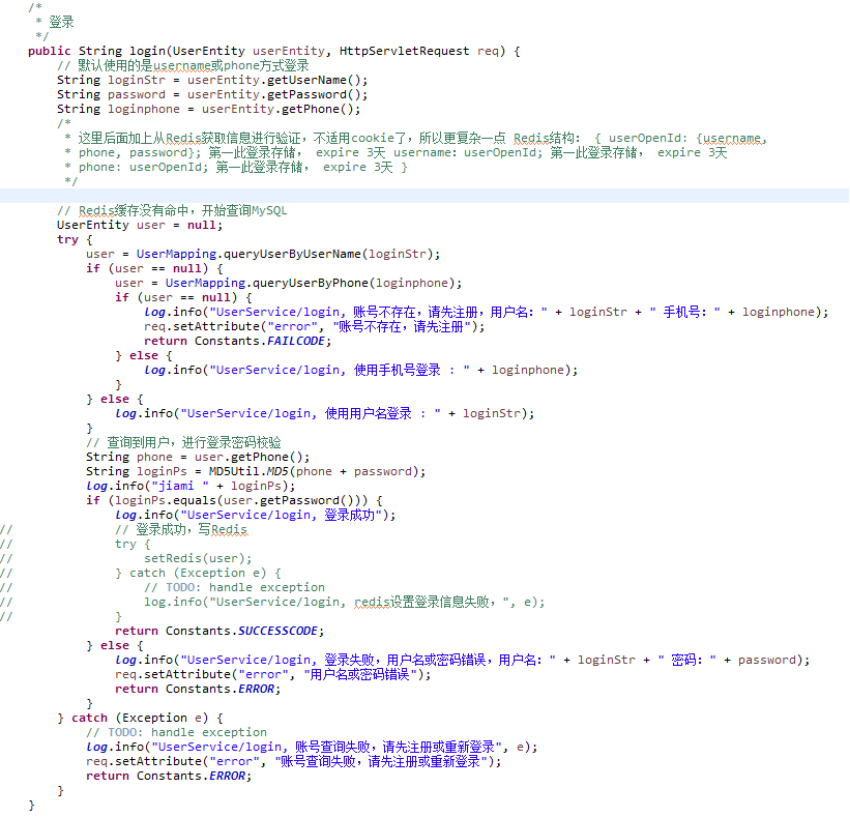 /*
 * 登录
 */
public String login(UserEntity userEntity, HttpServletRequest req) {
    // 默认使用的是username或phone方式登录
    String loginStr = userEntity.getUserName();
    String password = userEntity.getPassword();
    String loginphone = userEntity.getPhone();
    /*
     * 这里后面加上从Redis获取信息进行验证，不适用cookie了，所以更复杂一点 Redis结构： { userOpenId: {username,
     * phone, password}; 第一此登录存储， expire 3天 username: userOpenId; 第一此登录存储， expire 3天
     * phone: userOpenId; 第一此登录存储， expire 3天 }
     */
    // Redis缓存没有命中，开始查询MySQL
    UserEntity user = null;
    try {
        user = UserMapping.queryUserByUserName(loginStr);
        if (user == null) {
            user = UserMapping.queryUserByPhone(loginphone);
            if (user == null) {
                log.info("UserService/login, 账号不存在，请先注册，用户名：" + loginStr + " 手机号：" + loginphone);
                req.setAttribute("error", "账号不存在，请先注册");
                return Constants.FAILCODE;
            } else {
                log.info("UserService/login, 使用手机号登录 : " + loginphone);
            }
        } else {
            log.info("UserService/login, 使用用户名登录 : " + loginStr);
        }
        // 查询到用户，进行登录密码校验
        String phone = user.getPhone();
        String loginPs = MD5Util.MD5(phone + password);
        log.info("jiami " + loginPs);
        if (loginPs.equals(user.getPassword())) {
            log.info("UserService/login, 登录成功");
//            // 登录成功，写Redis
//            try {
//                setRedis(user);
//            } catch (Exception e) {
//                // TODO: handle exception
//                log.info("UserService/login, redis设置登录信息失败，", e);
//            }
            return Constants.SUCCESSCODE;
        } else {
            log.info("UserService/login, 登录失败，用户名或密码错误，用户名：" + loginStr + " 密码：" + password);
            req.setAttribute("error", "用户名或密码错误");
            return Constants.ERROR;
        }
    } catch (Exception e) {
        // TODO: handle exception
        log.info("UserService/login, 账号查询失败，请先注册或重新登录", e);
        req.setAttribute("error", "账号查询失败，请先注册或重新登录");
        return Constants.ERROR;
    }
}